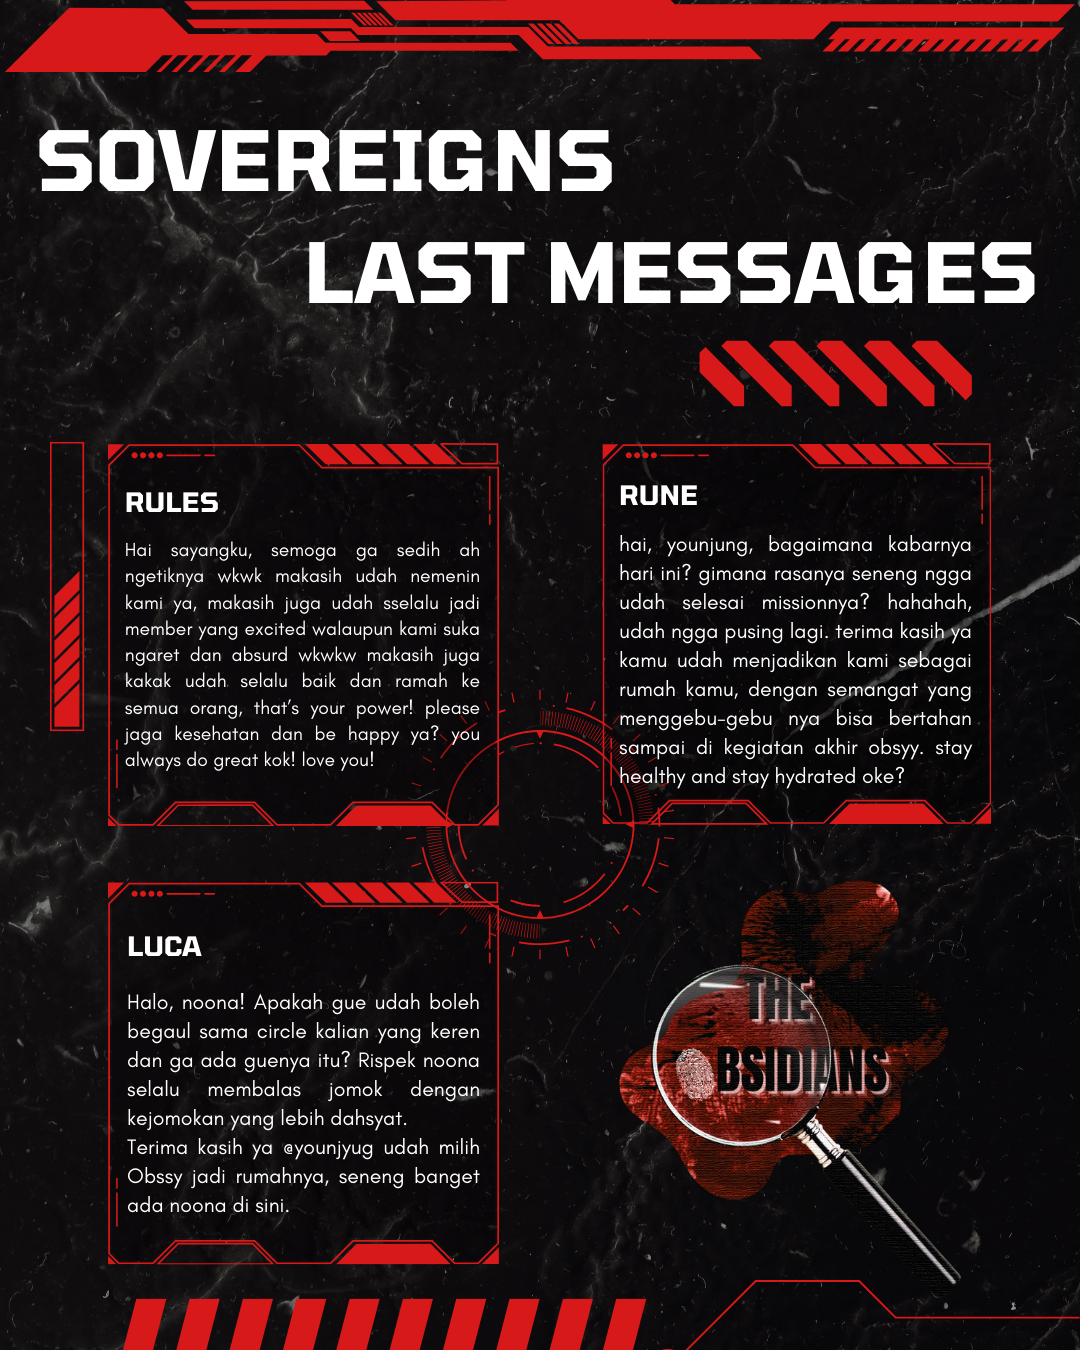 SOVEREIGNS
LAST MESSAGES
RULES
Hai sayangku, semoga ga sedih ah
ngetiknya wkwk makasih udah nemenin
kami ya, makasih juga udah sselalu jadi
member yang excited walaupun kami suka
ngaret dan absurd wkwkw makasih juga
kakak udah selalu baik dan ramah ke
semua orang, that's your power! please
jaga kesehatan dan be happy ya? you
always do great kok! love you!
RUNE
hai, younjung, bagaimana kabarnya
hari ini? gimana rasanya seneng ngga
udah selesai missionnya? hahahah,
udah ngga pusing lagi. terima kasih ya
kamu udah menjadikan kami sebagai
rumah kamu, dengan semangat yang
menggebu-gebu nya bisa bertahan
sampai di kegiatan akhir obsyy. stay
healthy and stay hydrated oke?
LUCA
Halo, noona! Apakah gue udah boleh
begaul sama circle kalian yang keren
dan ga ada guenya itu? Rispek noona
selalu membalas jomok dengan
kejomokan yang lebih dahsyat.
Terima kasih ya @younjyug udah milih
Obssy jadi rumahnya, seneng banget
ada noona di sini.
THE
BSIDIANS